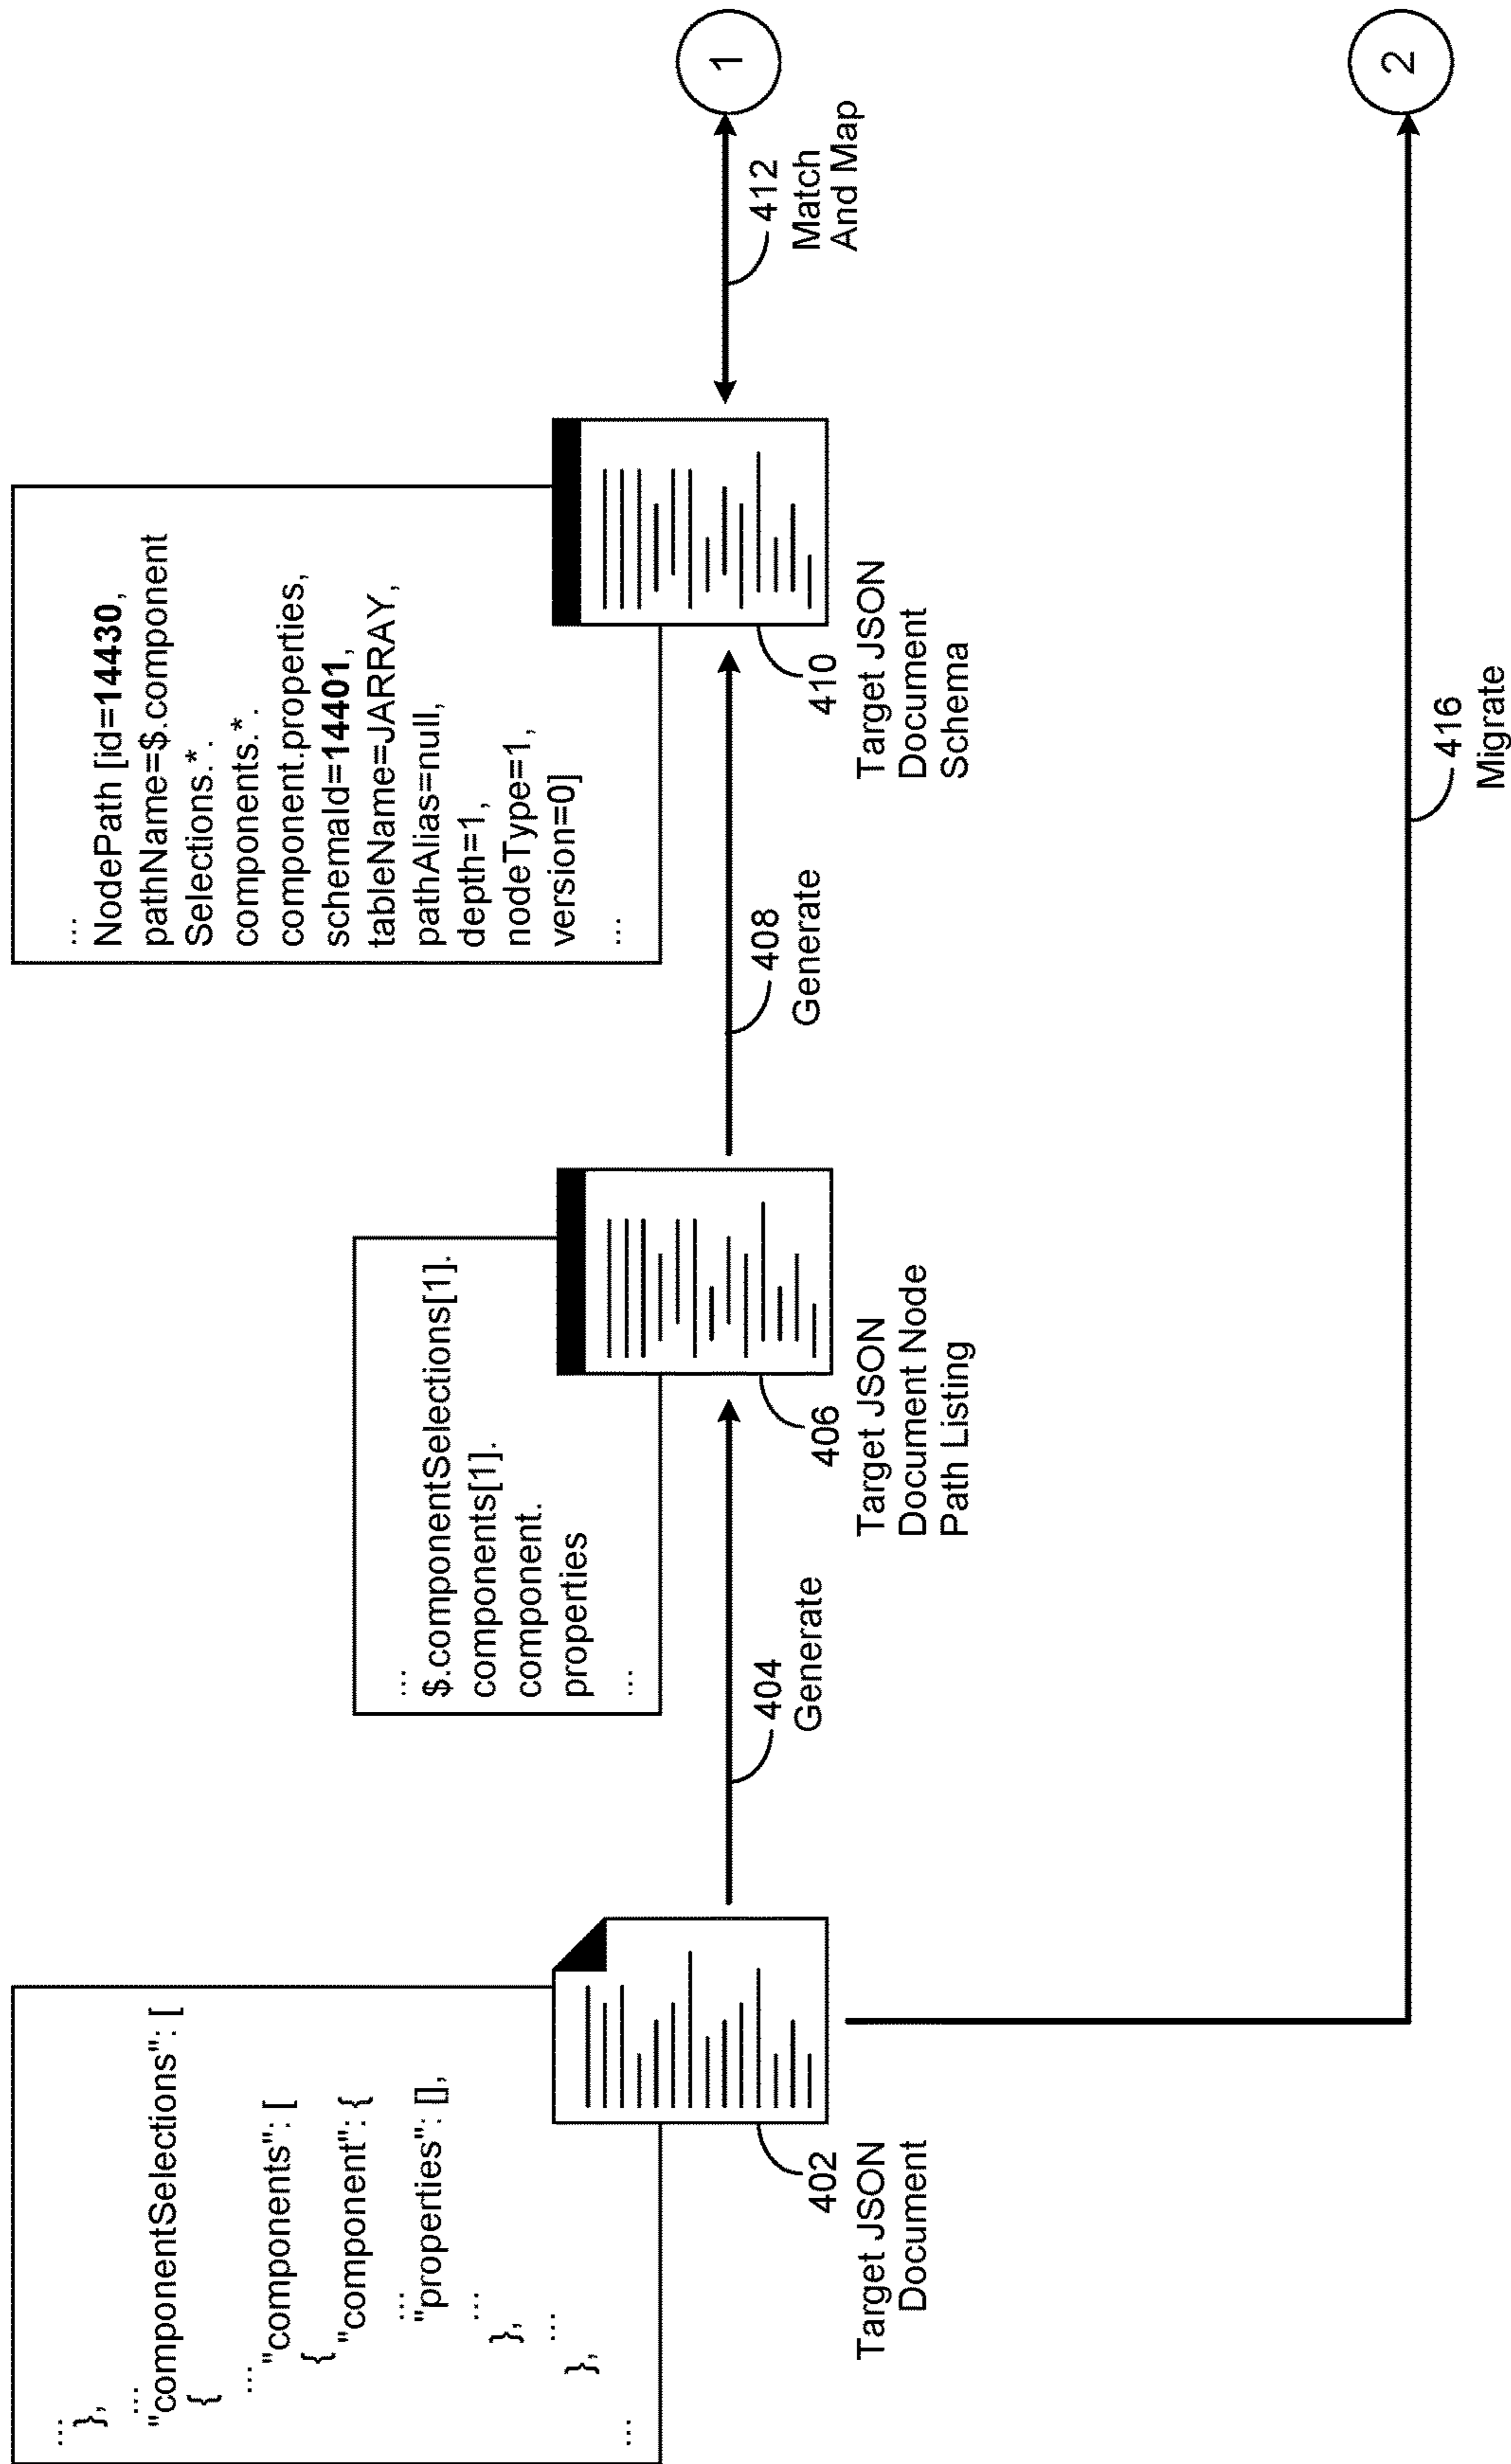 ...
},
...
"componentSelections": [
{
...
"components": [
{
"component": {
...
"properties": [],
...
},
...
},
...
402
Target JSON
Document
404
Generate
...
$.componentSelections[1].
components[1].
component.
properties
...
406
Target JSON
Document Node
Path Listing
408
Generate
...
NodePath [id=14430,
pathName=$.component
Selections.*.
components.*.
component.properties,
schemaId=14401,
tableName=JARRAY,
pathAlias=null,
depth=1,
nodeType=1,
version=0]
...
410
Target JSON
Document
Schema
412
Match
And Map
1
416
Migrate
2